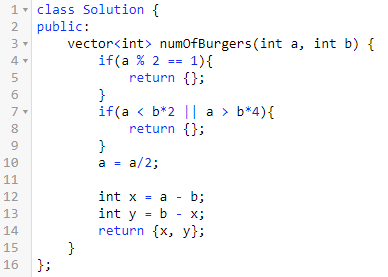 1 class Solution {
2 public:
3     vector<int> numOfBurgers(int a, int b) {
4         if(a % 2 == 1){
5             return {};
6         }
7         if(a < b*2 || a > b*4){
8             return {};
9         }
10         a = a/2;
11
12         int x = a - b;
13         int y = b - x;
14         return {x, y};
15     }
16 };